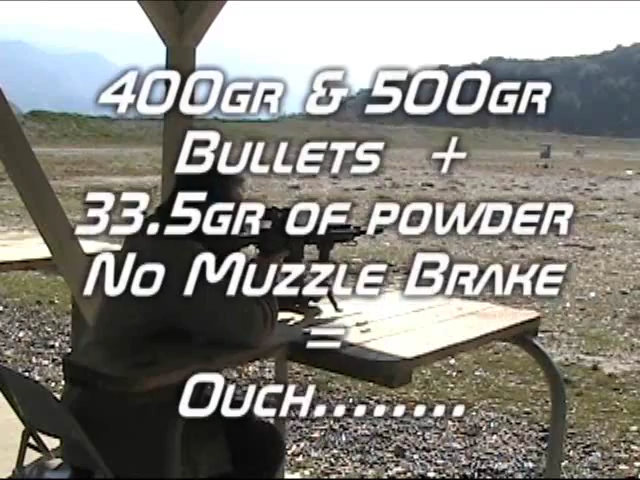 400GR & 500GR
BULLETS +
33.5GR OF POWDER
NO MUZZLE BRAKE
=
OUCH........